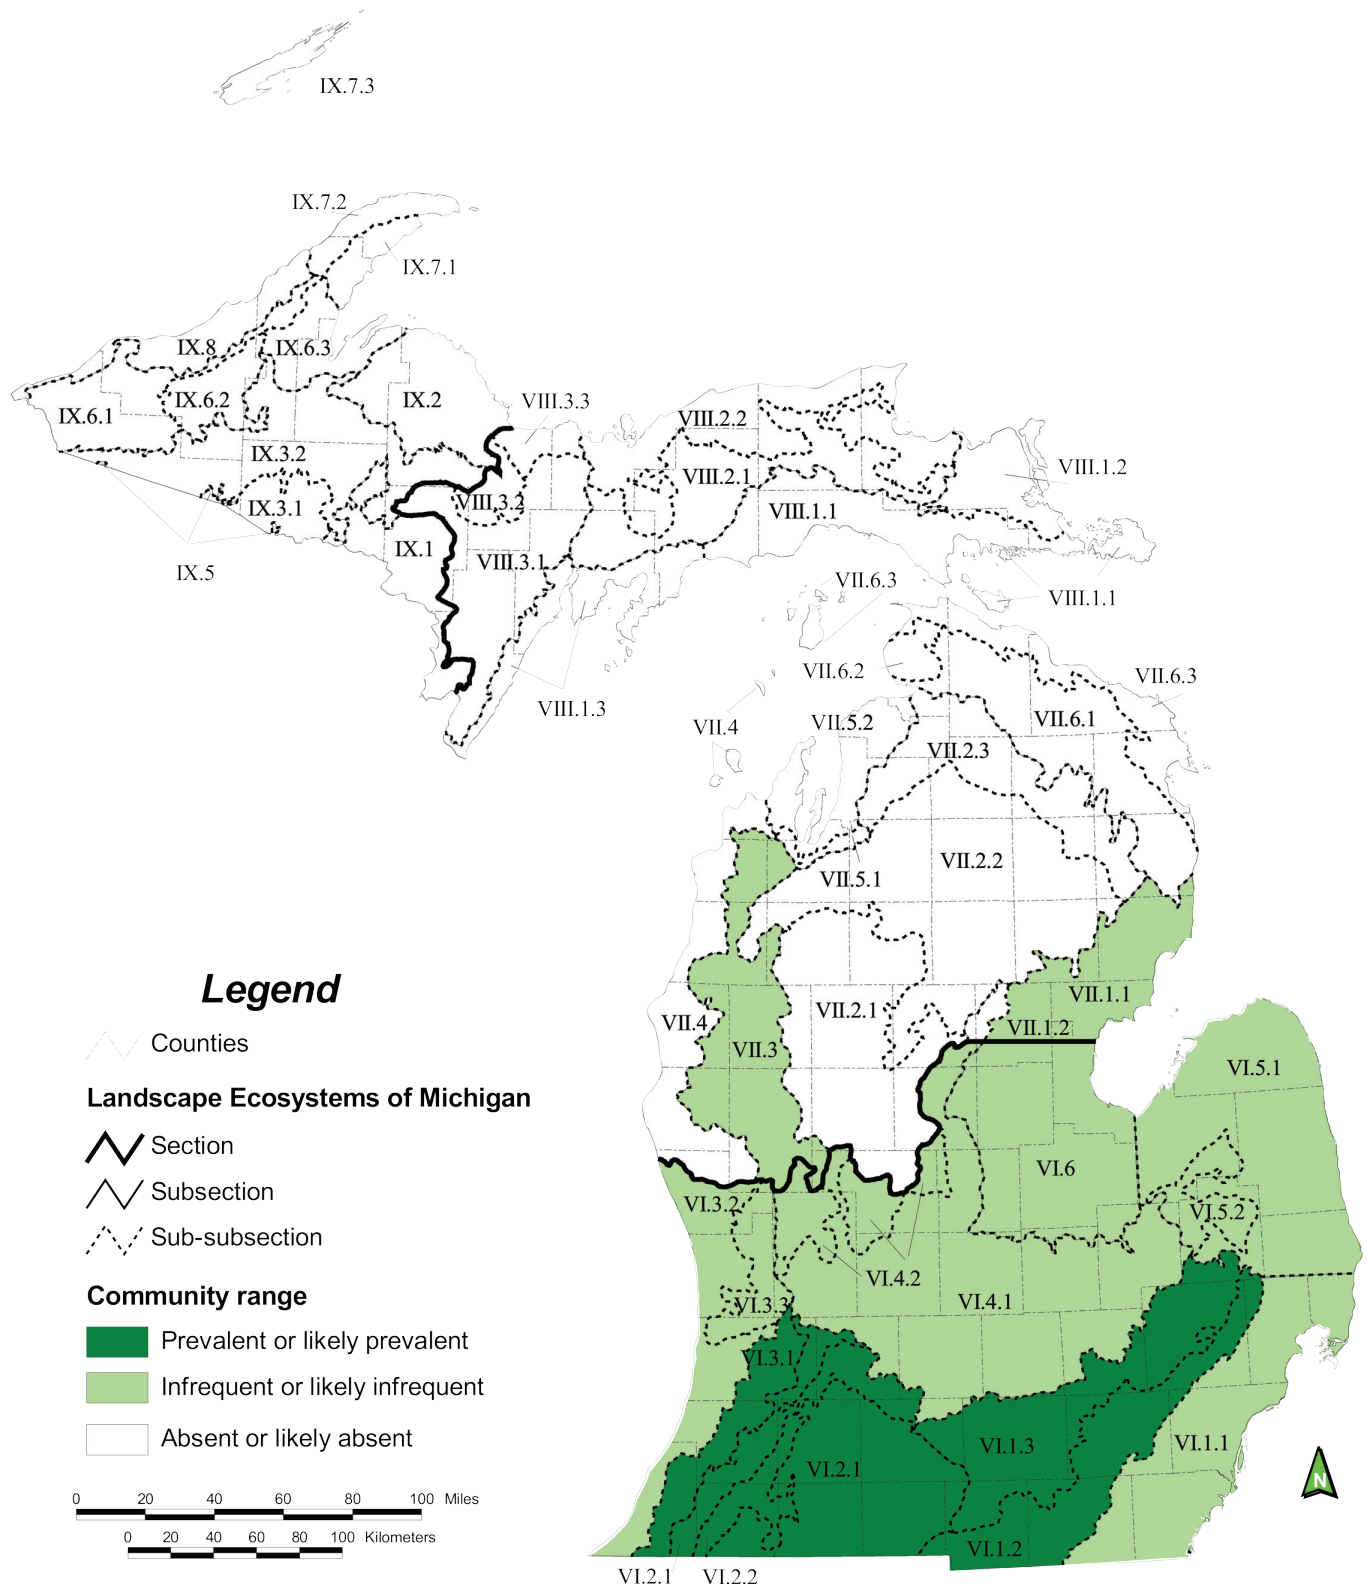 IX.7.3
IX.7.2
IX.7.1
IX.8
IX.6.3
IX.6.1
IX.6.2
IX.2
VIII.3.3
VIII.2.2
IX.3.2
VIII.2.1
VIII.1.2
IX.3.1
VIII.3.2
VIII.1.1
IX.1
VIII.3.1
IX.5
VII.6.3
VIII.1.1
VII.6.2
VII.6.3
VIII.1.3
VII.4
VII.5.2
VII.6.1
VII.2.3
VII.2.2
VII.5.1
VII.1.1
VII.4
VII.2.1
VII.1.2
VII.3
VI.5.1
VI.6
VI.3.2
VI.5.2
VI.4.2
VI.3.3
VI.4.1
VI.3.1
VI.1.3
VI.1.1
VI.2.1
VI.1.2
VI.2.1
VI.2.2
Legend
Counties
Landscape Ecosystems of Michigan
Section
Subsection
Sub-subsection
Community range
Prevalent or likely prevalent
Infrequent or likely infrequent
Absent or likely absent
0 20 40 60 80 100 Miles
0 20 40 60 80 100 Kilometers
N